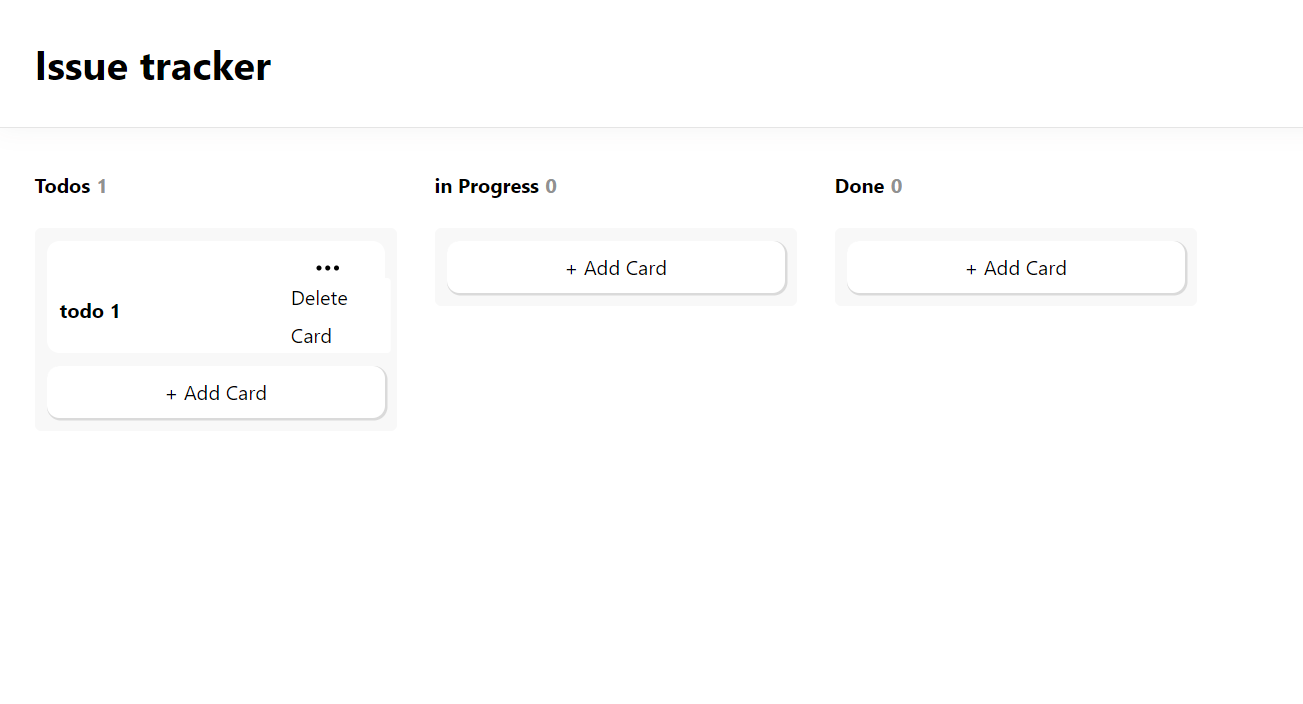 Issue tracker
Todos 1
todo 1
•••
Delete
Card
+ Add Card
in Progress 0
+ Add Card
Done 0
+ Add Card